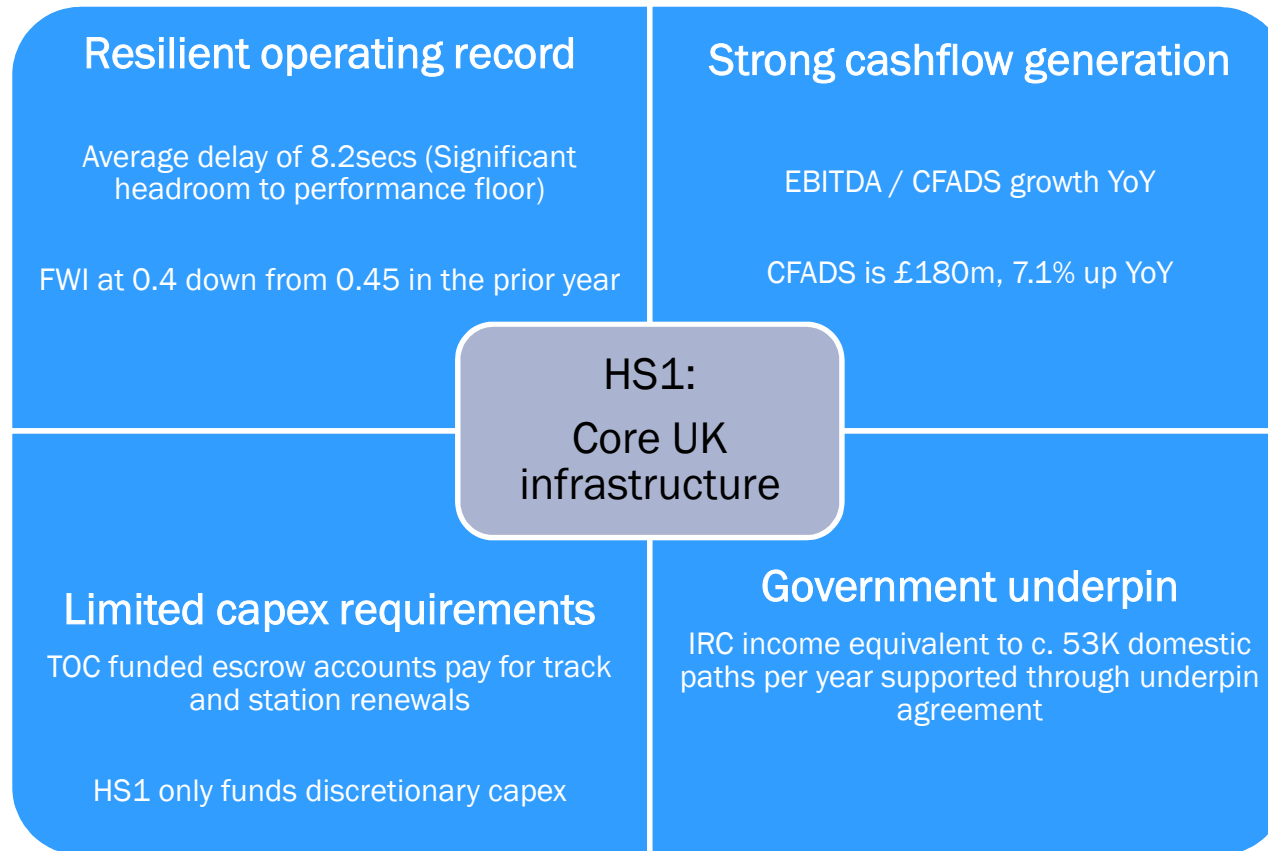 Resilient operating record
Average delay of 8.2secs (Significant
headroom to performance floor)
FWI at 0.4 down from 0.45 in the prior year
Strong cashflow generation
EBITDA / CFADS growth YoY
CFADS is £180m, 7.1% up YoY
HS1:
Core UK
infrastructure
Limited capex requirements
TOC funded escrow accounts pay for track
and station renewals
HS1 only funds discretionary capex
Government underpin
IRC income equivalent to c. 53K domestic
paths per year supported through underpin
agreement